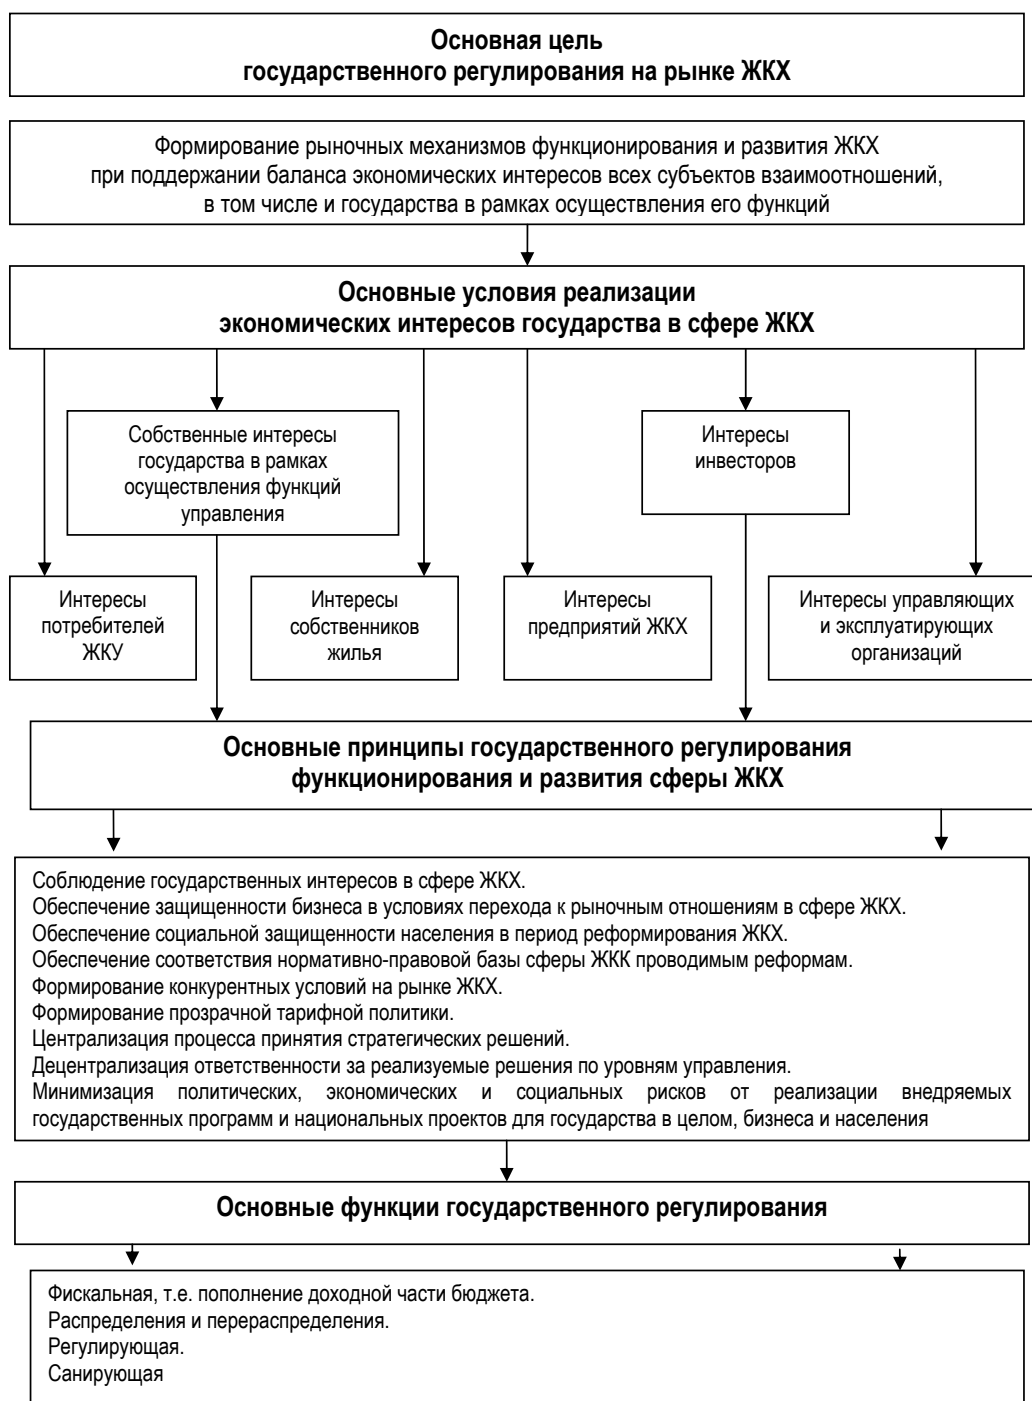 Основная цель
государственного регулирования на рынке ЖКХ
Формирование рыночных механизмов функционирования и развития ЖКХ
при поддержании баланса экономических интересов всех субъектов взаимоотношений,
в том числе и государства в рамках осуществления его функций
Основные условия реализации
экономических интересов государства в сфере ЖКХ
Собственные интересы
государства в рамках
осуществления функций
управления
Интересы
инвесторов
Интересы
потребителей
ЖКУ
Интересы
собственников
жилья
Интересы
предприятий ЖКХ
Интересы управляющих
и эксплуатирующих
организаций
Основные принципы государственного регулирования
функционирования и развития сферы ЖКХ
Соблюдение государственных интересов в сфере ЖКХ.
Обеспечение защищенности бизнеса в условиях перехода к рыночным отношениям в сфере ЖКХ.
Обеспечение социальной защищенности населения в период реформирования ЖКХ.
Обеспечение соответствия нормативно-правовой базы сферы ЖКК проводимым реформам.
Формирование конкурентных условий на рынке ЖКХ.
Формирование прозрачной тарифной политики.
Централизация процесса принятия стратегических решений.
Децентрализация ответственности за реализуемые решения по уровням управления.
Минимизация политических, экономических и социальных рисков от реализации внедряемых
государственных программ и национальных проектов для государства в целом, бизнеса и населения
Основные функции государственного регулирования
Фискальная, т.е. пополнение доходной части бюджета.
Распределения и перераспределения.
Регулирующая.
Санирующая